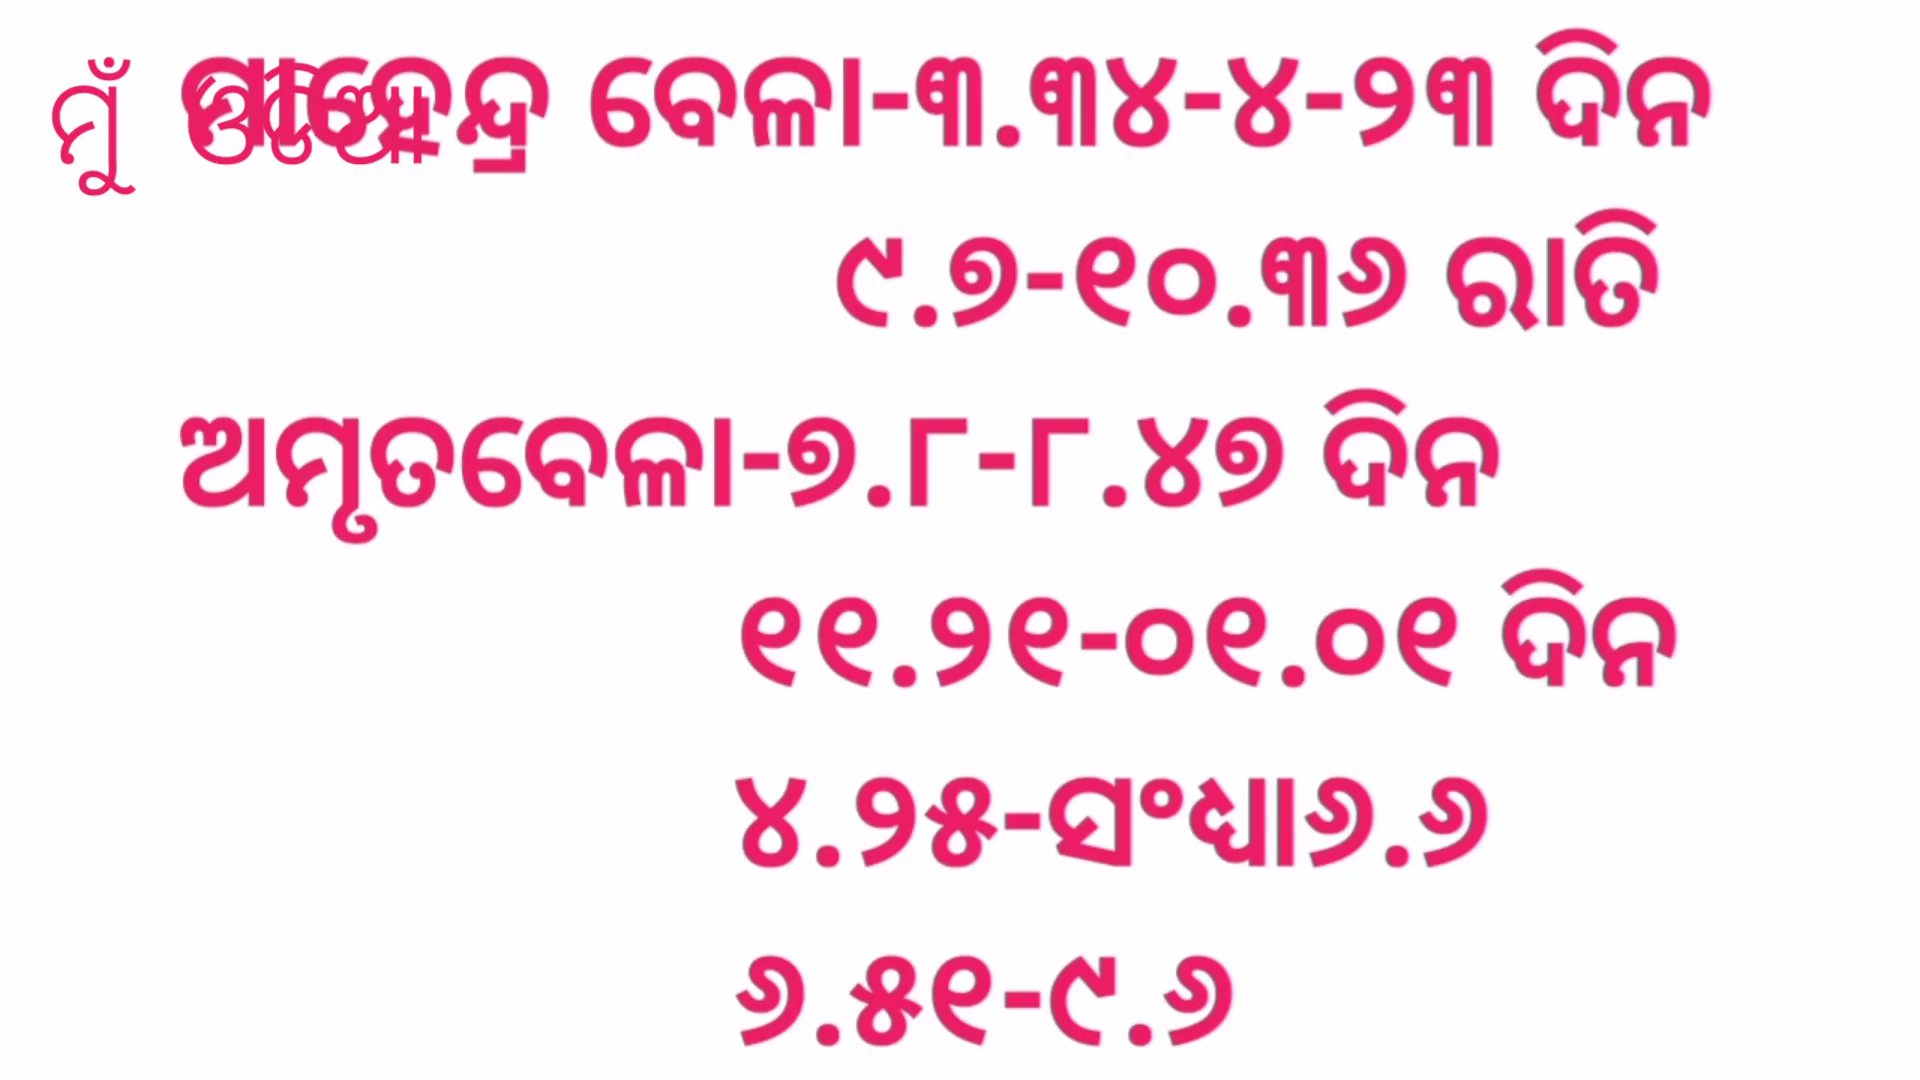 ମୁଁ ଓଡ଼ିଆ
ମାହେନ୍ଦ୍ର ବେଳା-୩.୩୪-୪-୨୩ ଦିନ
୯.୭-୧୦.୩୬ ରାତି
ଅମୃତବେଳା-୭.୮-୮.୪୭ ଦିନ
୧୧.୨୧-୦୧.୦୧ ଦିନ
୪.୨୫-ସଂଧ୍ଯା୬.୬
୬.୫୧-୯.୬